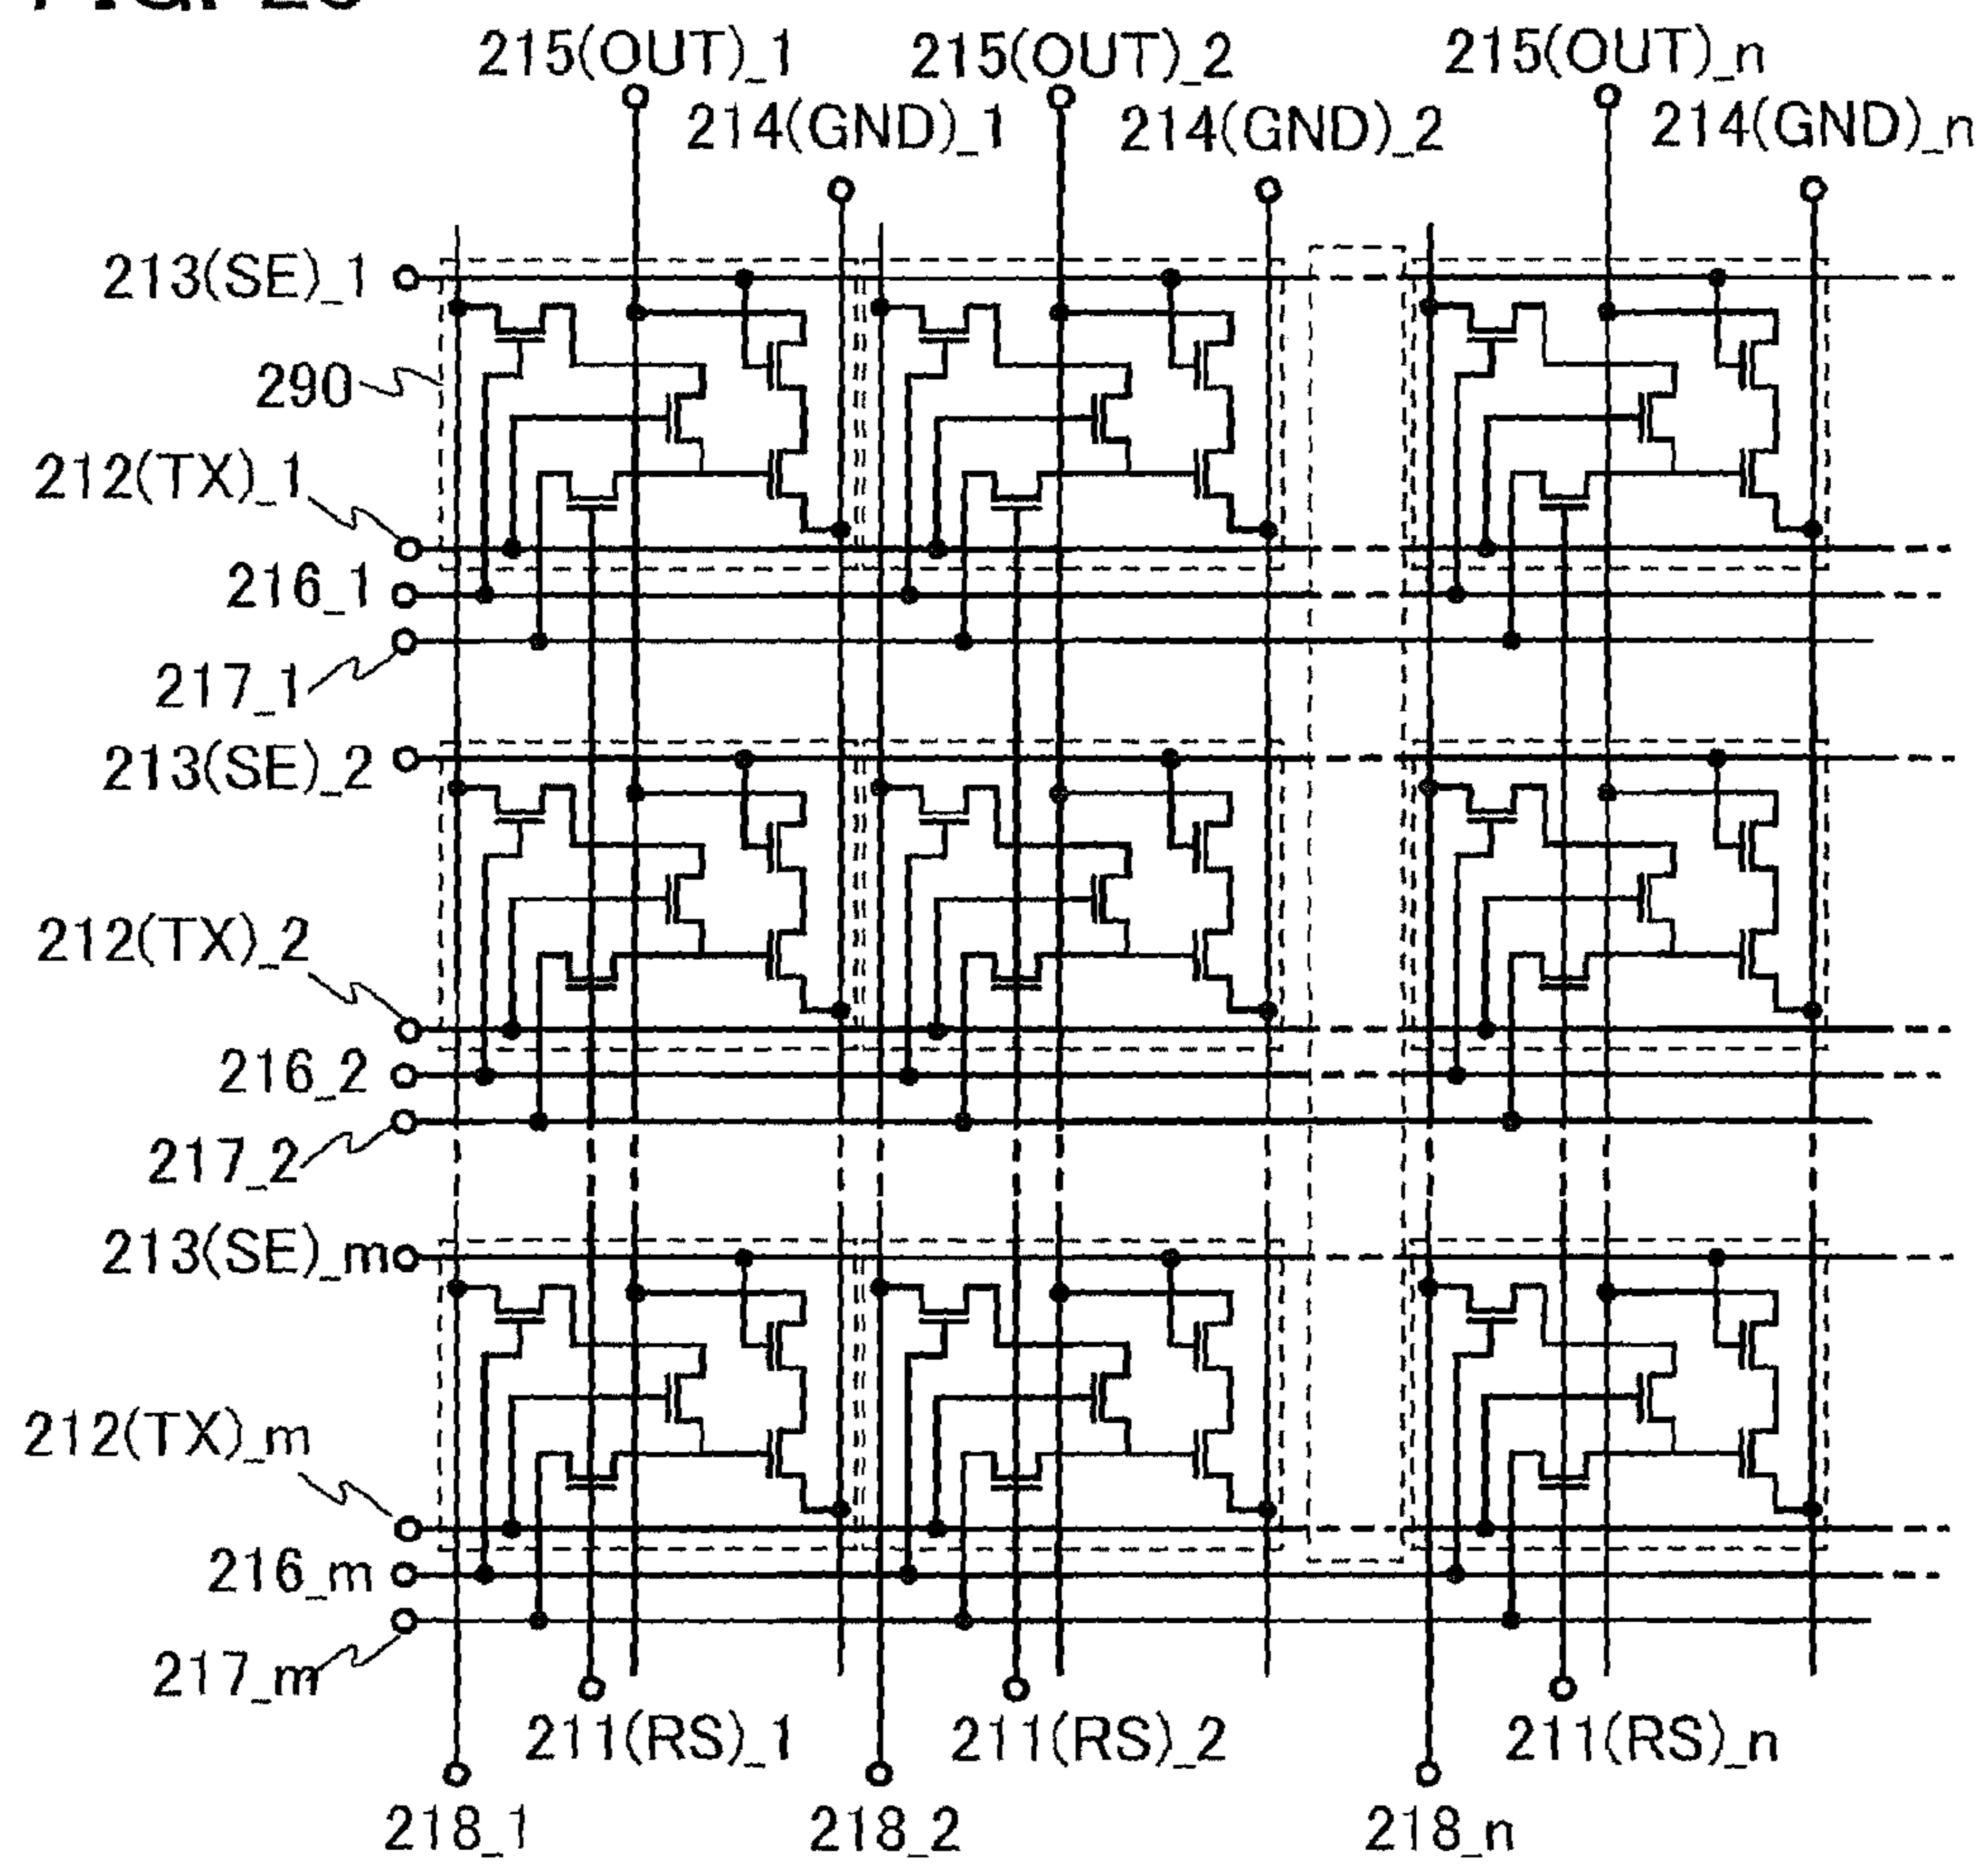 215(OUT)_1 215(OUT)_2 215(OUT)_n
214(GND)_1 214(GND)_2 214(GND)_n
213(SE)_1
290
212(TX)_1
216_1
217_1
213(SE)_2
212(TX)_2
216_2
217_2
213(SE)_m
212(TX)_m
216_m
217_m
211(RS)_1 211(RS)_2 211(RS)_n
218_1 218_2 218_n